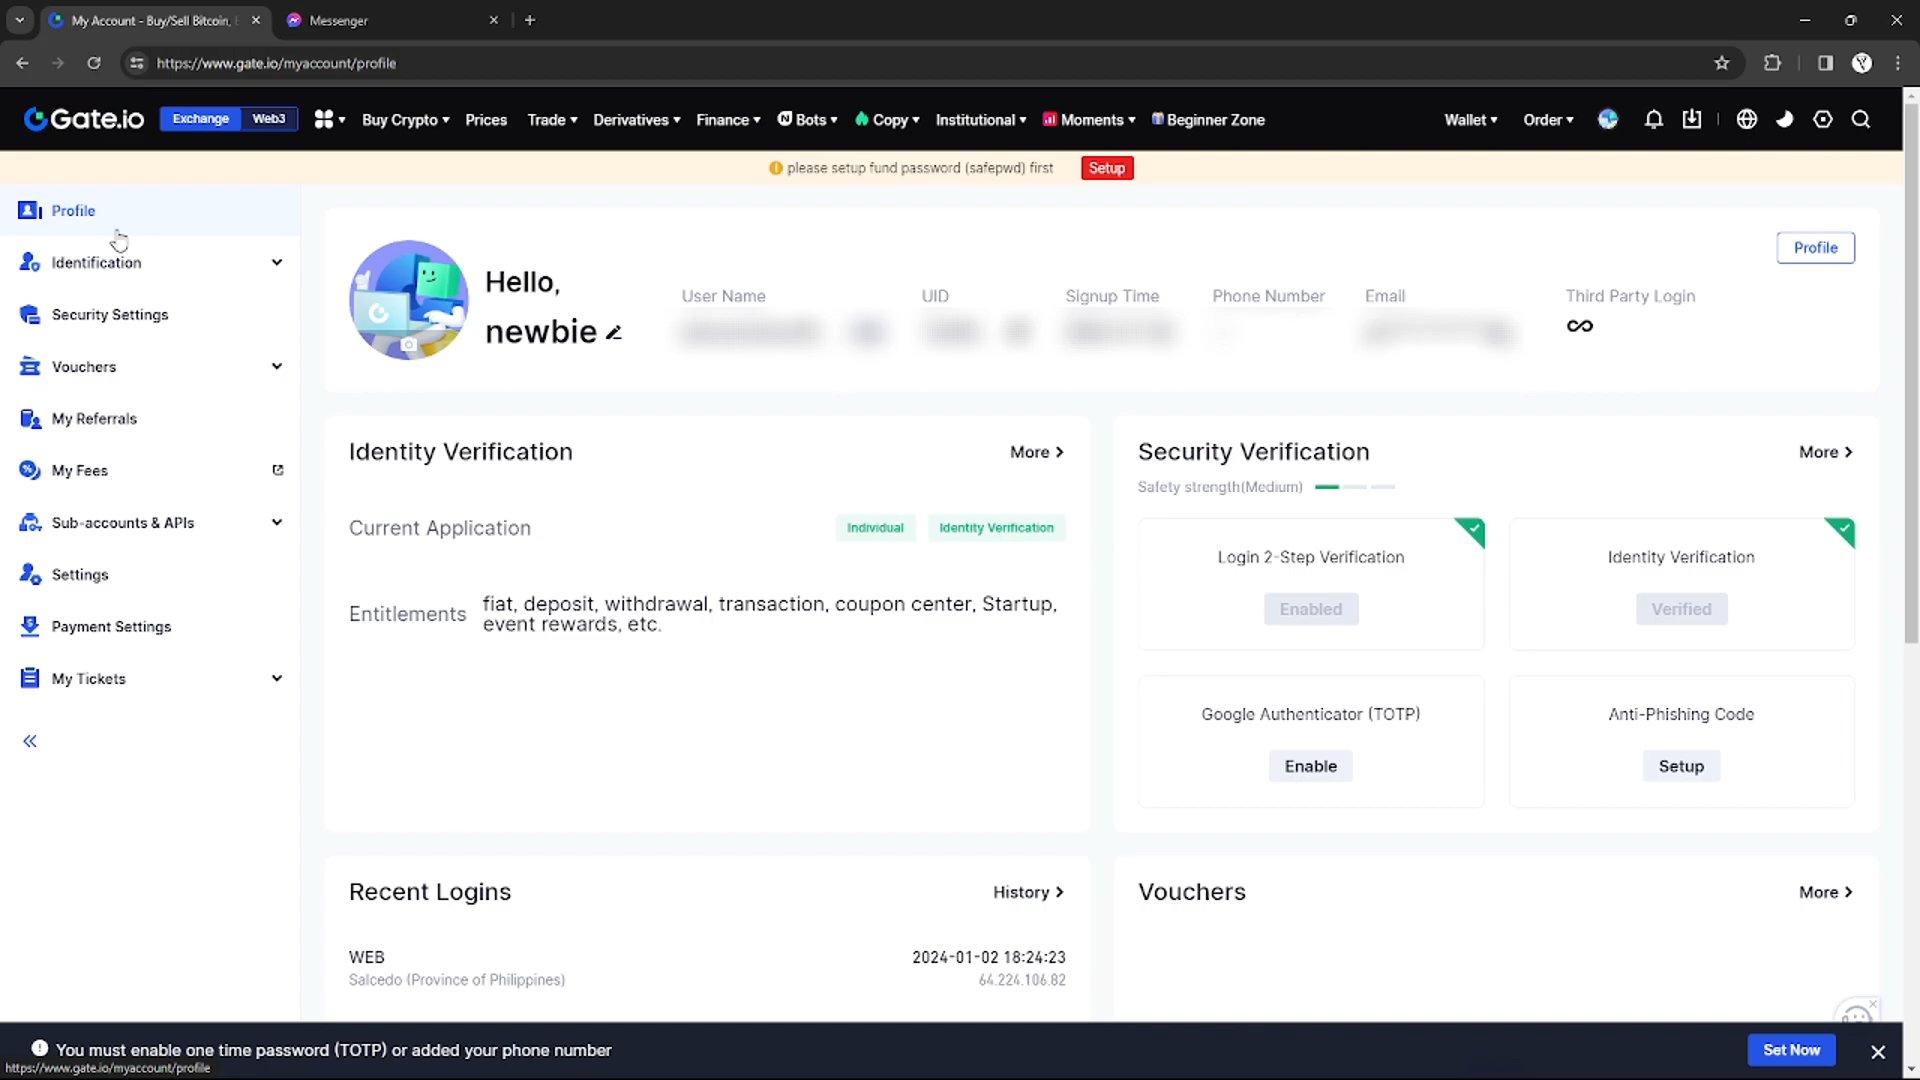 My Account - Buy/Sell Bitcoin,
Messenger
https://www.gate.io/myaccount/profile
Gate.io
Exchange
Web3
Buy Crypto
Prices
Trade
Derivatives
Finance
Bots
Copy
Institutional
Moments
Beginner Zone
Wallet
Order
please setup fund password (safepwd) first
Setup
Profile
Identification
Security Settings
Vouchers
My Referrals
My Fees
Sub-accounts & APIs
Settings
Payment Settings
My Tickets
Hello,
newbie
User Name
UID
Signup Time
Phone Number
Email
Third Party Login
Profile
Identity Verification
More >
Current Application
Individual
Identity Verification
Entitlements
fiat, deposit, withdrawal, transaction, coupon center, Startup,
event rewards, etc.
Security Verification
More >
Safety strength(Medium)
Login 2-Step Verification
Enabled
Identity Verification
Verified
Google Authenticator (TOTP)
Enable
Anti-Phishing Code
Setup
Recent Logins
History >
WEB
2024-01-02 18:24:23
Salcedo (Province of Philippines)
64.224.106.82
Vouchers
More >
You must enable one time password (TOTP) or added your phone number
Set Now
https://www.gate.io/myaccount/profile